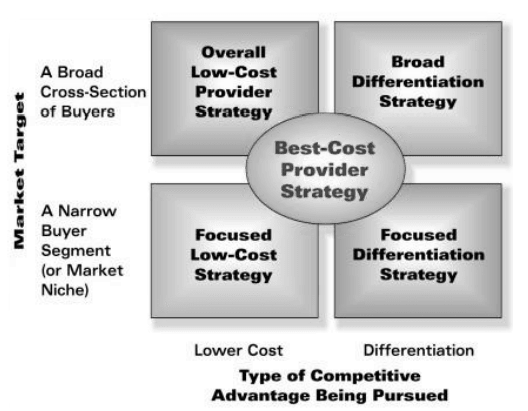 Market Target
A Broad
Cross-Section
of Buyers
Overall
Low-Cost
Provider
Strategy
Broad
Differentiation
Strategy
Best-Cost
Provider
Strategy
A Narrow
Buyer
Segment
(or Market
Niche)
Focused
Low-Cost
Strategy
Focused
Differentiation
Strategy
Lower Cost
Differentiation
Type of Competitive
Advantage Being Pursued